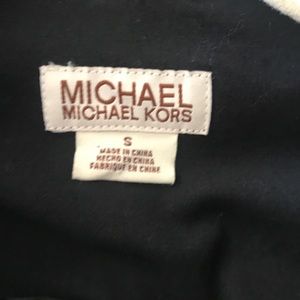 MICHAEL
MICHAEL KORS
S
MADE IN CHINA
HECHO EN CHINA
FABRIQUÉ EN CHINE